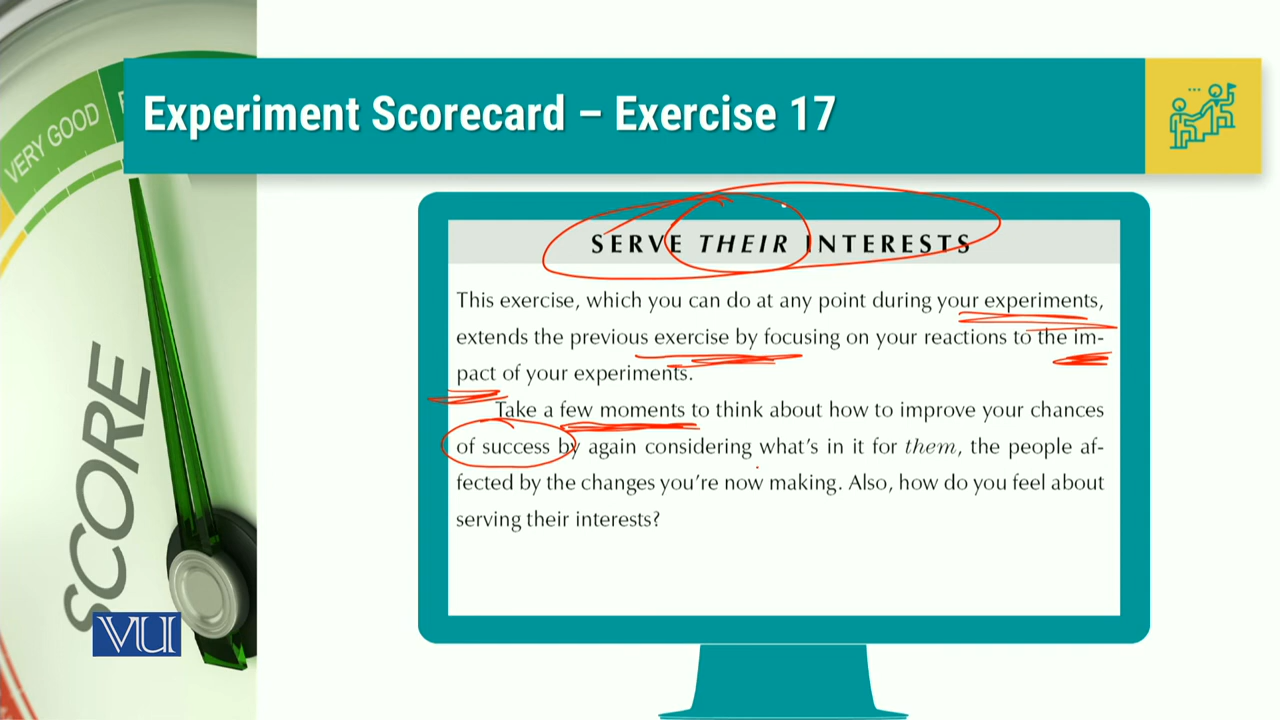 Experiment Scorecard – Exercise 17
VERY GOOD
SCORE
VU
SERVE THEIR INTERESTS
This exercise, which you can do at any point during your experiments,
extends the previous exercise by focusing on your reactions to the im-
pact of your experiments.
Take a few moments to think about how to improve your chances
of success by again considering what's in it for them, the people af-
fected by the changes you're now making. Also, how do you feel about
serving their interests?